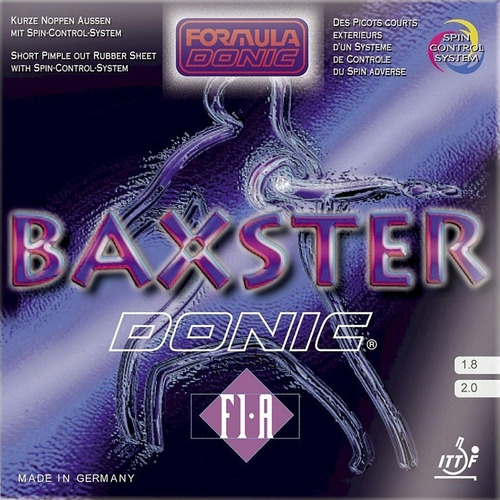 KURZE NOPPEN AUSSEN
MIT SPIN-CONTROL-SYSTEM
SHORT PIMPLE OUT RUBBER SHEET
WITH SPIN-CONTROL-SYSTEM
FORMULA
DONIC
DES PICOTS COURTS
EXTERIEURS
D'UN SYSTEME
DE CONTROLE
DU SPIN ADVERSE
SPIN
CONTROL
SYSTEM
BAXSTER
DONIC®
F1·A
1.8
2.0
MADE IN GERMANY
ITTF